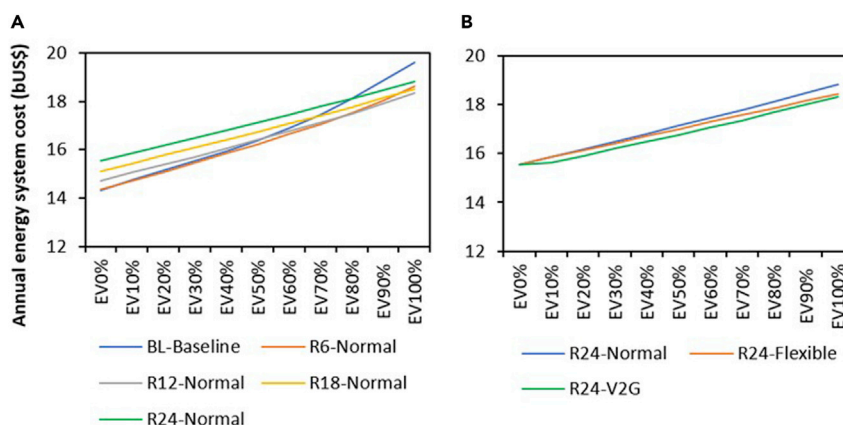 A
Annual energy system cost (bUS$)
20
18
16
14
12
EV0%
EV10%
EV20%
EV30%
EV40%
EV50%
EV60%
EV70%
EV80%
EV90%
EV100%
BL-Baseline R6-Normal
R12-Normal R18-Normal
R24-Normal
B
20
18
16
14
12
EV0%
EV10%
EV20%
EV30%
EV40%
EV50%
EV60%
EV70%
EV80%
EV90%
EV100%
R24-Normal R24-Flexible
R24-V2G